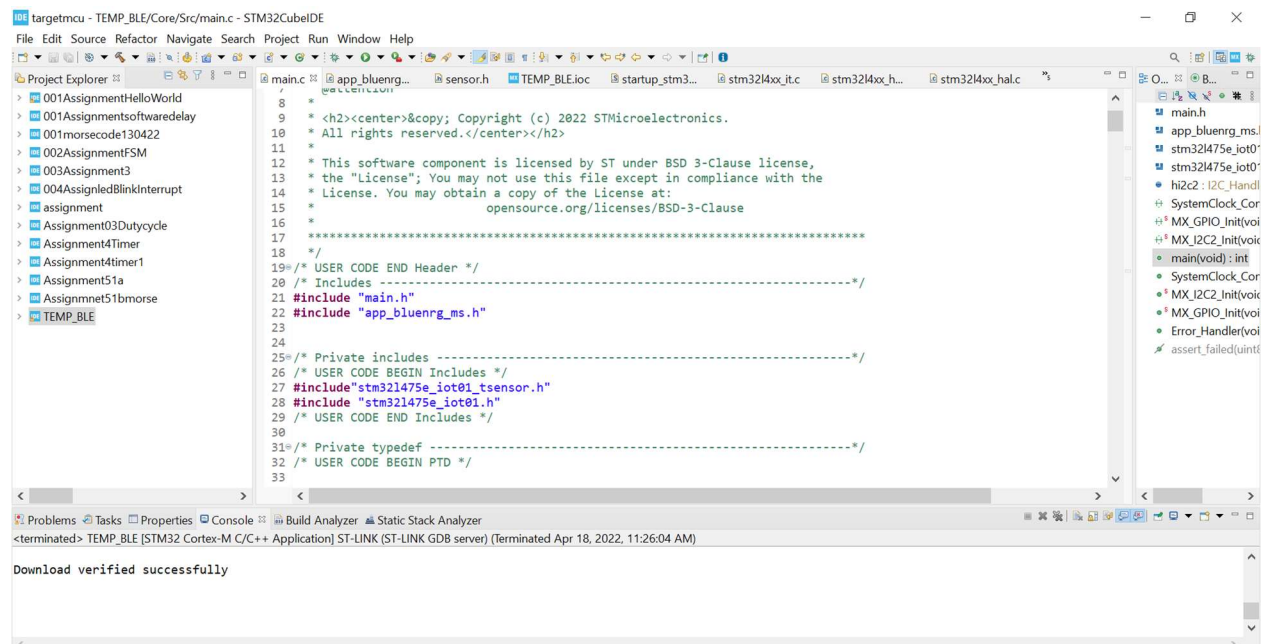 IDE targetmcu - TEMP_BLE/Core/Src/main.c - STM32CubeIDE
File Edit Source Refactor Navigate Search Project Run Window Help
Project Explorer
001AssignmentHelloWorld
001Assignmentsoftwaredelay
001morsecode130422
002AssignmentFSM
003Assignment3
004AssignledBlinkInterrupt
assignment
Assignment03Dutycycle
Assignment4Timer
Assignment4timer1
Assignment51a
Assignmnet51bmorse
TEMP_BLE
main.c app_bluenrg... sensor.h TEMP_BLE.ioc startup_stm3... stm32l4xx_it.c stm32l4xx_h... stm32l4xx_hal.c "5
7 @attention
8 *
9 * <h2><center>&copy; Copyright (c) 2022 STMicroelectronics.
10 * All rights reserved.</center></h2>
11 *
12 * This software component is licensed by ST under BSD 3-Clause license,
13 * the "License"; You may not use this file except in compliance with the
14 * License. You may obtain a copy of the License at:
15 * opensource.org/licenses/BSD-3-Clause
16 *
17 ******************************************************************************
18 */
19 /* USER CODE END Header */
20 /* Includes ------------------------------------------------------------------*/
21 #include "main.h"
22 #include "app_bluenrg_ms.h"
23
24
25 /* Private includes ----------------------------------------------------------*/
26 /* USER CODE BEGIN Includes */
27 #include"stm32l475e_iot01_tsensor.h"
28 #include "stm32l475e_iot01.h"
29 /* USER CODE END Includes */
30
31 /* Private typedef -----------------------------------------------------------*/
32 /* USER CODE BEGIN PTD */
33
O... B...
main.h
app_bluenrg_ms.
stm32l475e_iot0
stm32l475e_iot0
hi2c2 : I2C_Handl
SystemClock_Cor
MX_GPIO_Init(voi
MX_I2C2_Init(voi
main(void) : int
SystemClock_Cor
MX_I2C2_Init(voi
MX_GPIO_Init(voi
Error_Handler(voi
assert_failed(uint8
Problems Tasks Properties Console Build Analyzer Static Stack Analyzer
<terminated> TEMP_BLE [STM32 Cortex-M C/C++ Application] ST-LINK (ST-LINK GDB server) (Terminated Apr 18, 2022, 11:26:04 AM)
Download verified successfully